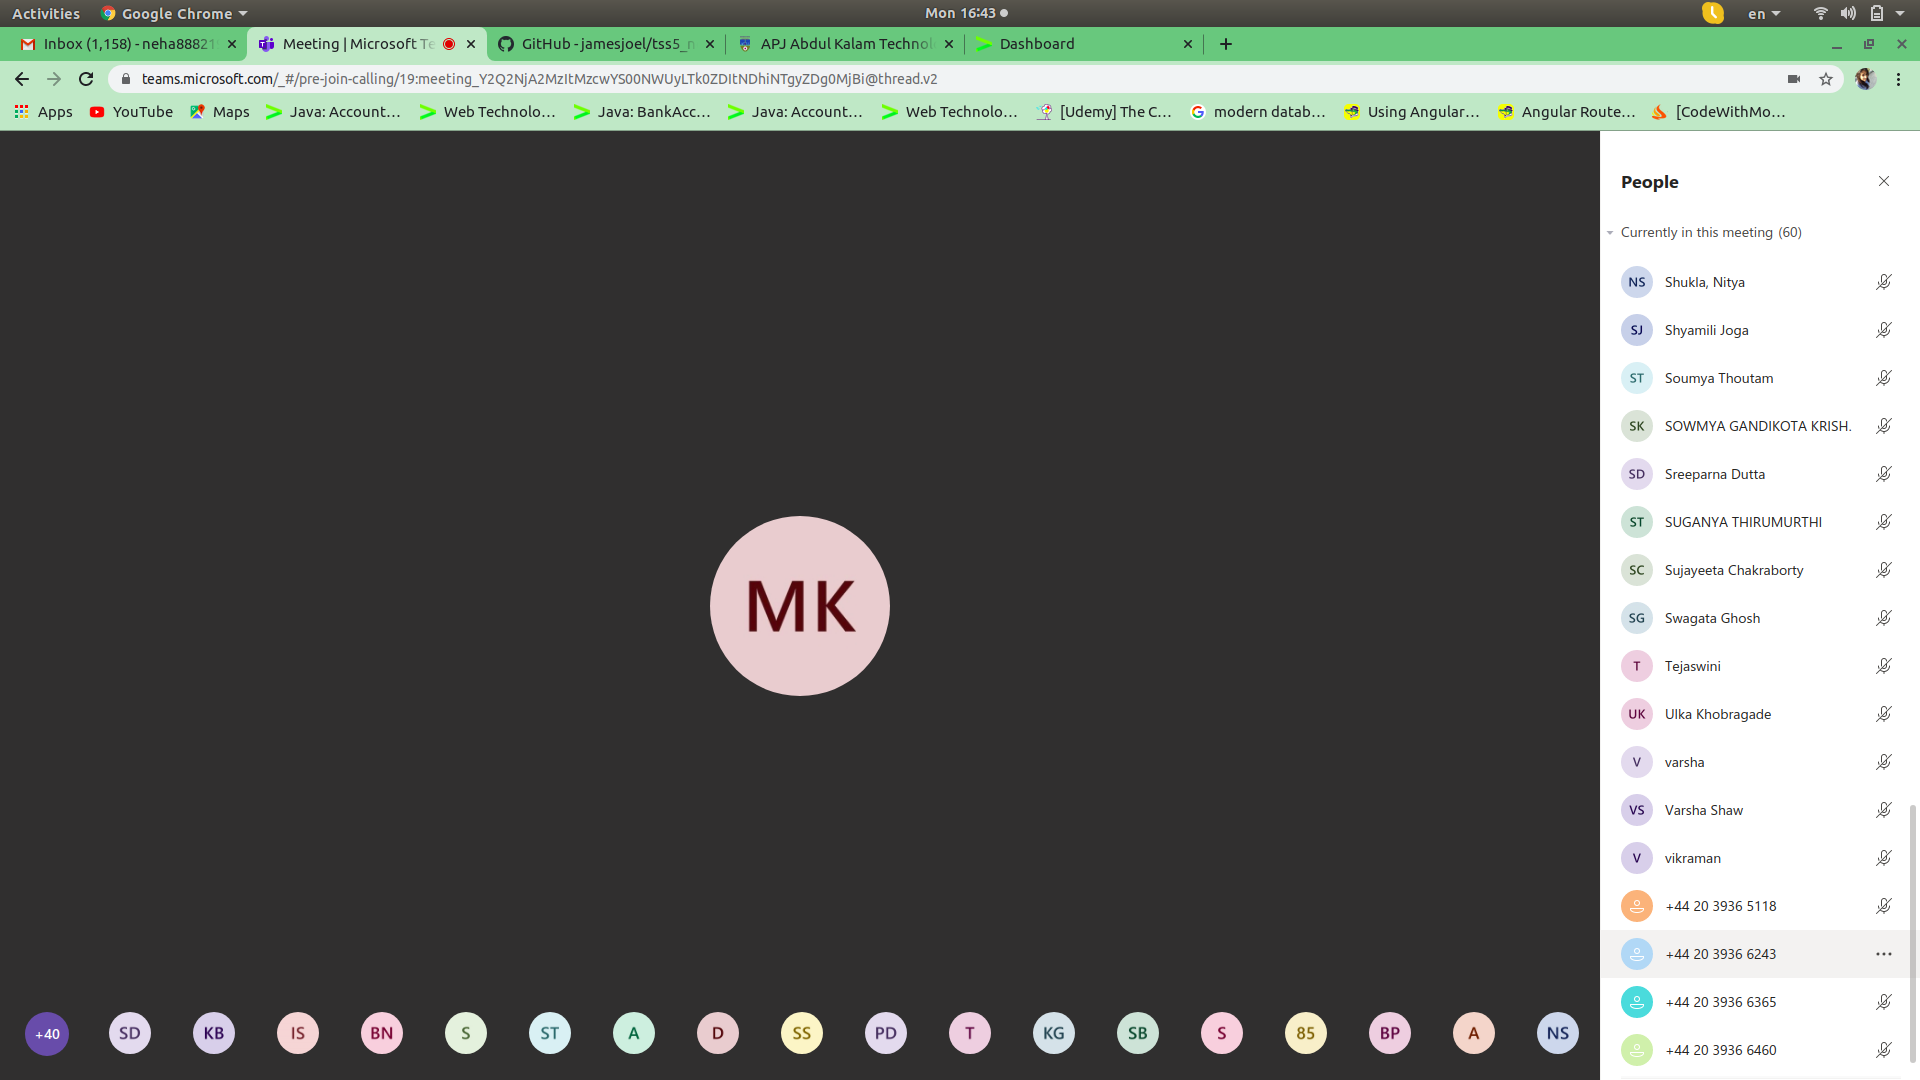 Activities Google Chrome Mon 16:43 en
Inbox (1,158) - neha88821 Meeting | Microsoft Te GitHub - jamesjoel/tss5_n APJ Abdul Kalam Technol Dashboard
teams.microsoft.com/_#/pre-join-calling/19:meeting_Y2Q2NjA2MzItMzcwYS00NWUyLTk0ZDItNDhiNTgyZDg0MjBi@thread.v2
Apps YouTube Maps Java: Account... Web Technolo... Java: BankAcc... Java: Account... Web Technolo... [Udemy] The C... modern datab... Using Angular... Angular Route... [CodeWithMo...
People
Currently in this meeting (60)
NS Shukla, Nitya
SJ Shyamili Joga
ST Soumya Thoutam
SK SOWMYA GANDIKOTA KRISH.
SD Sreeparna Dutta
ST SUGANYA THIRUMURTHI
SC Sujayeeta Chakraborty
SG Swagata Ghosh
T Tejaswini
UK Ulka Khobragade
V varsha
VS Varsha Shaw
V vikraman
+44 20 3936 5118
+44 20 3936 6243
+44 20 3936 6365
+44 20 3936 6460
MK
+40 SD KB IS BN S ST A D SS PD T KG SB S 85 BP A NS